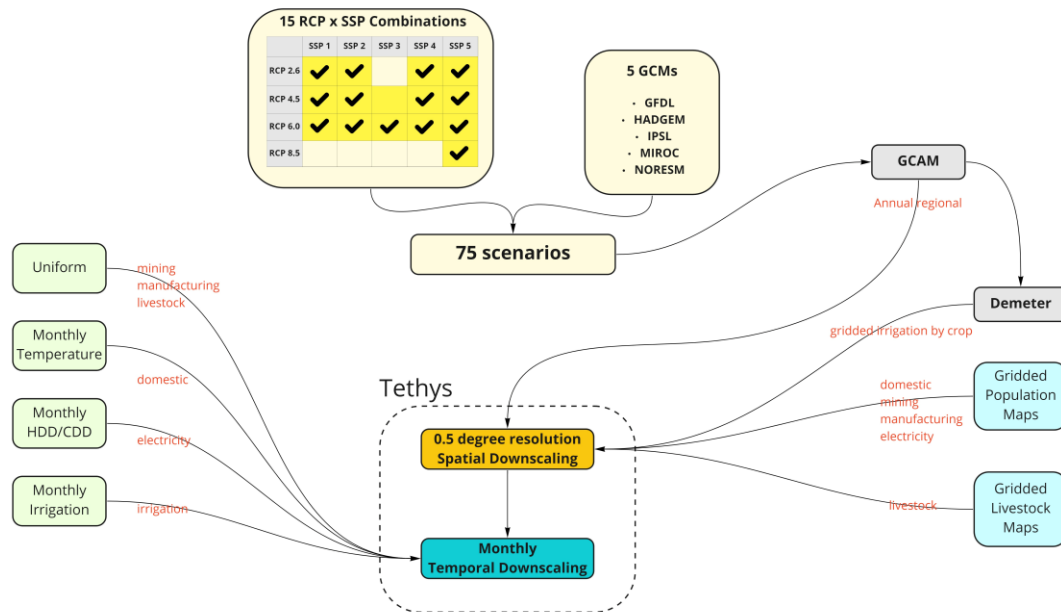 15 RCP x SSP Combinations
SSP 1 SSP 2 SSP 3 SSP 4 SSP 5
RCP 2.6
RCP 4.5
RCP 6.0
RCP 8.5
5 GCMs
· GFDL
· HADGEM
· IPSL
· MIROC
· NORESM
GCAM
Annual regional
75 scenarios
Uniform
mining
manufacturing
livestock
Monthly
Temperature
domestic
Monthly
HDD/CDD
electricity
Monthly
Irrigation
irrigation
Demeter
gridded irrigation by crop
Gridded
Population
Maps
domestic
mining
manufacturing
electricity
Gridded
Livestock
Maps
livestock
Tethys
0.5 degree resolution
Spatial Downscaling
Monthly
Temporal Downscaling